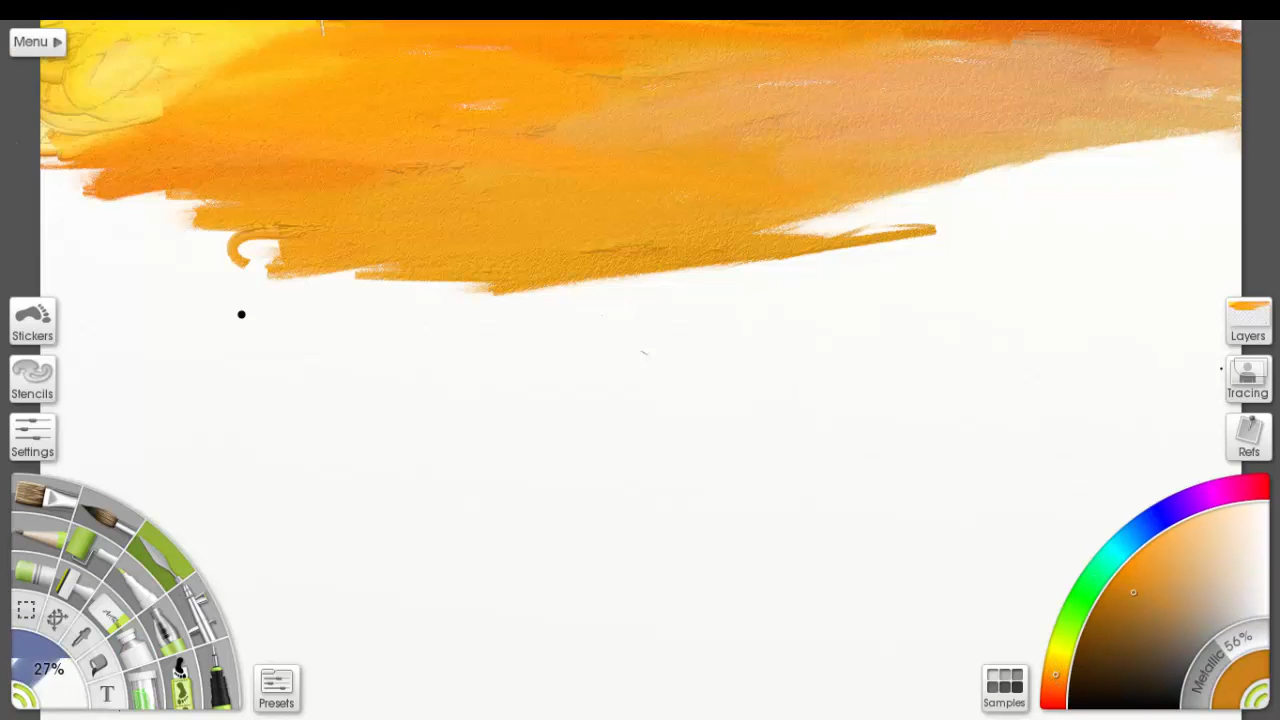 Menu
Stickers
Layers
Stencils
Tracing
Settings
Refs
27%
T
Presets
Samples
Metallic 56%